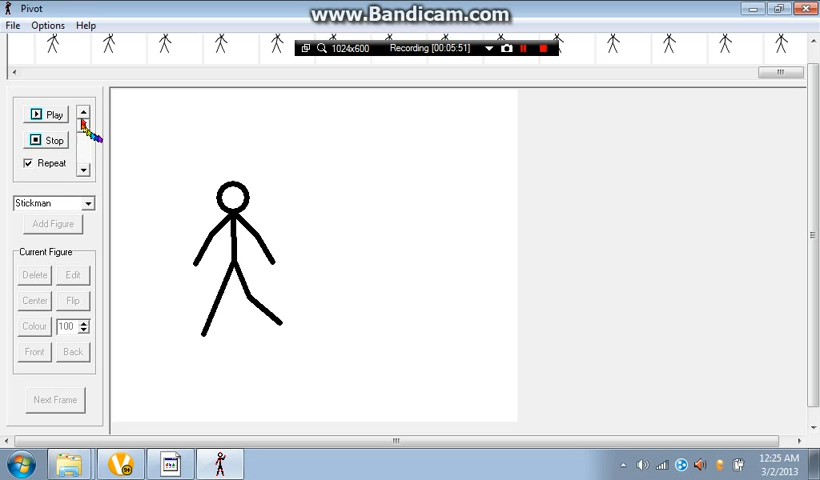 Pivot
www.Bandicam.com
File Options Help
1024x600 Recording [00:05:51]
Play
Stop
Repeat
Stickman
Add Figure
Current Figure
Delete Edit
Center Flip
Colour 100
Front Back
Next Frame
12:25 AM
3/2/2013